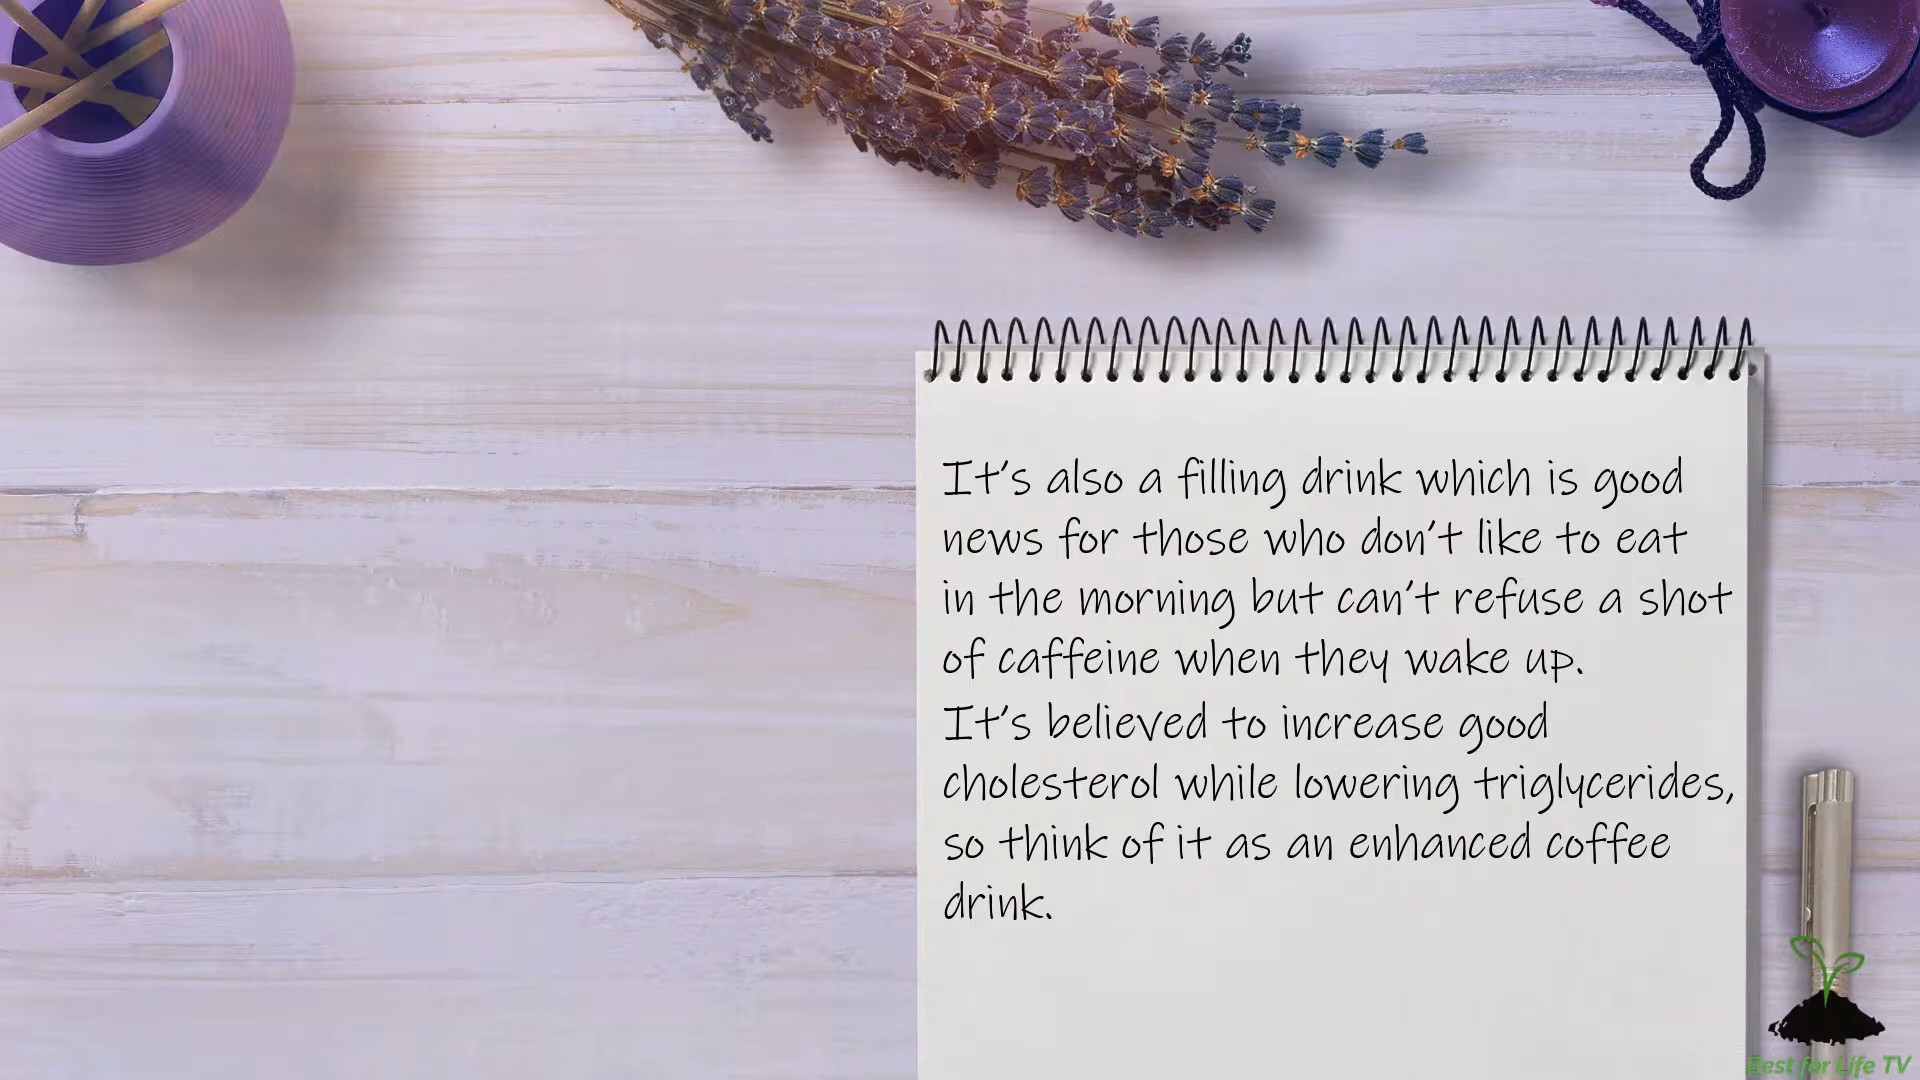 It's also a filling drink which is good
news for those who don't like to eat
in the morning but can't refuse a shot
of caffeine when they wake up.
It's believed to increase good
cholesterol while lowering triglycerides,
so think of it as an enhanced coffee
drink.
Best for Life TV